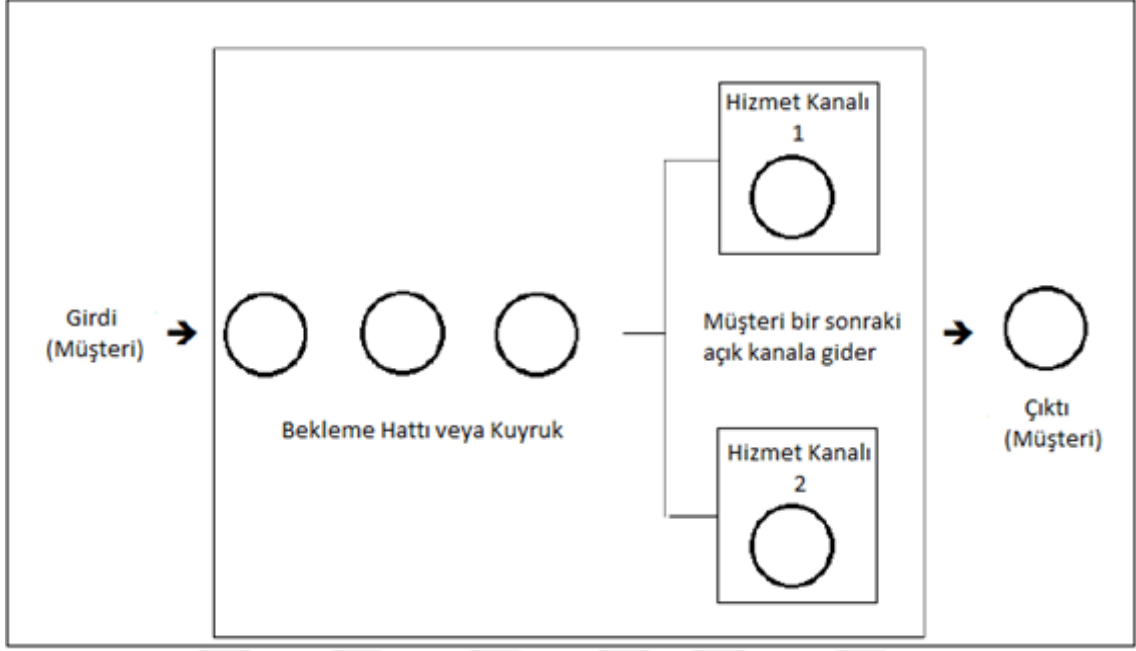 Hizmet Kanalı
1
Girdi
(Müşteri)
Müşteri bir sonraki
açık kanala gider
Bekleme Hattı veya Kuyruk
Çıktı
(Müşteri)
Hizmet Kanalı
2